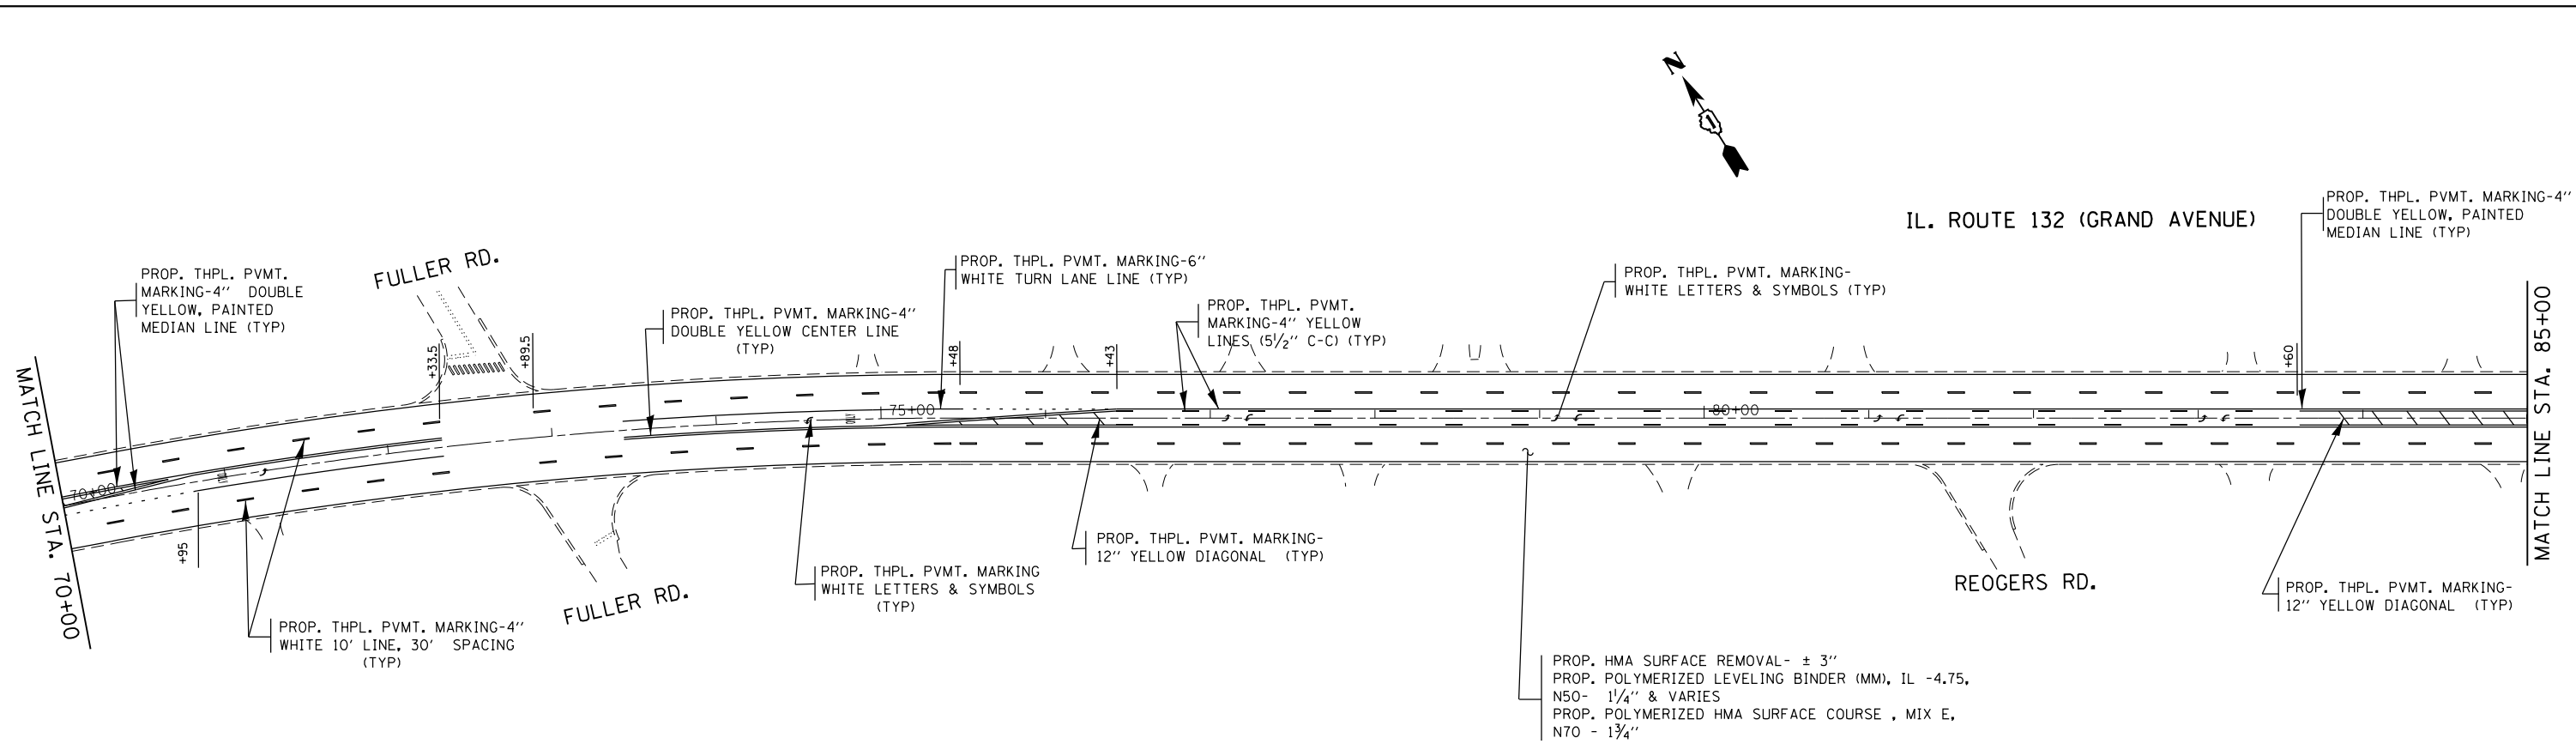 N
IL. ROUTE 132 (GRAND AVENUE)
PROP. THPL. PVMT. MARKING-4''
DOUBLE YELLOW, PAINTED
MEDIAN LINE (TYP)
FULLER RD.
PROP. THPL. PVMT.
MARKING-4'' DOUBLE
YELLOW, PAINTED
MEDIAN LINE (TYP)
PROP. THPL. PVMT. MARKING-6''
WHITE TURN LANE LINE (TYP)
PROP. THPL. PVMT. MARKING-
WHITE LETTERS & SYMBOLS (TYP)
PROP. THPL. PVMT. MARKING-4''
DOUBLE YELLOW CENTER LINE
(TYP)
PROP. THPL. PVMT.
MARKING-4'' YELLOW
LINES (5½'' C-C) (TYP)
+33.5
+89.5
+48
+43
+60
MATCH LINE STA. 70+00
MATCH LINE STA. 85+00
70+00
75+00
80+00
+95
PROP. THPL. PVMT. MARKING-
12'' YELLOW DIAGONAL (TYP)
PROP. THPL. PVMT. MARKING
WHITE LETTERS & SYMBOLS
(TYP)
FULLER RD.
REOGERS RD.
PROP. THPL. PVMT. MARKING-
12'' YELLOW DIAGONAL (TYP)
PROP. THPL. PVMT. MARKING-4''
WHITE 10' LINE, 30' SPACING
(TYP)
PROP. HMA SURFACE REMOVAL- ± 3''
PROP. POLYMERIZED LEVELING BINDER (MM), IL -4.75,
N50- 1¼'' & VARIES
PROP. POLYMERIZED HMA SURFACE COURSE , MIX E,
N70 - 1¾''